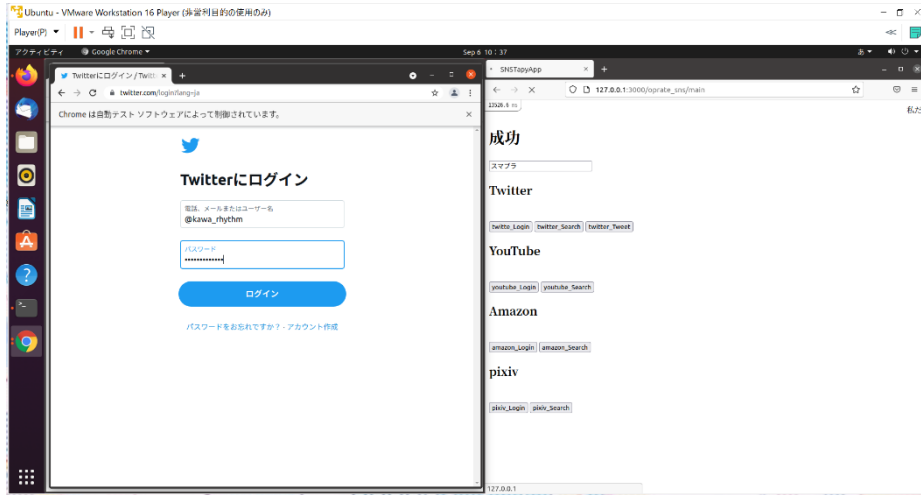 Ubuntu - VMware Workstation 16 Player (非営利目的の使用のみ)
Player(P)
アクティビティ
Google Chrome
Sep 6 10:37
あ
Twitterにログイン / Twitt
twitter.com/login?lang=ja
Chrome は自動テスト ソフトウェアによって制御されています。
Twitterにログイン
電話、メールまたはユーザー名
@kawa_rhythm
パスワード
•••••••••••••
ログイン
パスワードをお忘れですか? · アカウント作成
SNSTapyApp
127.0.0.1:3000/oprate_sns/main
ms
私だ
成功
スマブラ
Twitter
twitte_Login twitter_Search twitter_Tweet
YouTube
youtube_Login youtube_Search
Amazon
amazon_Login amazon_Search
pixiv
pixiv_Login pixiv_Search
127.0.0.1